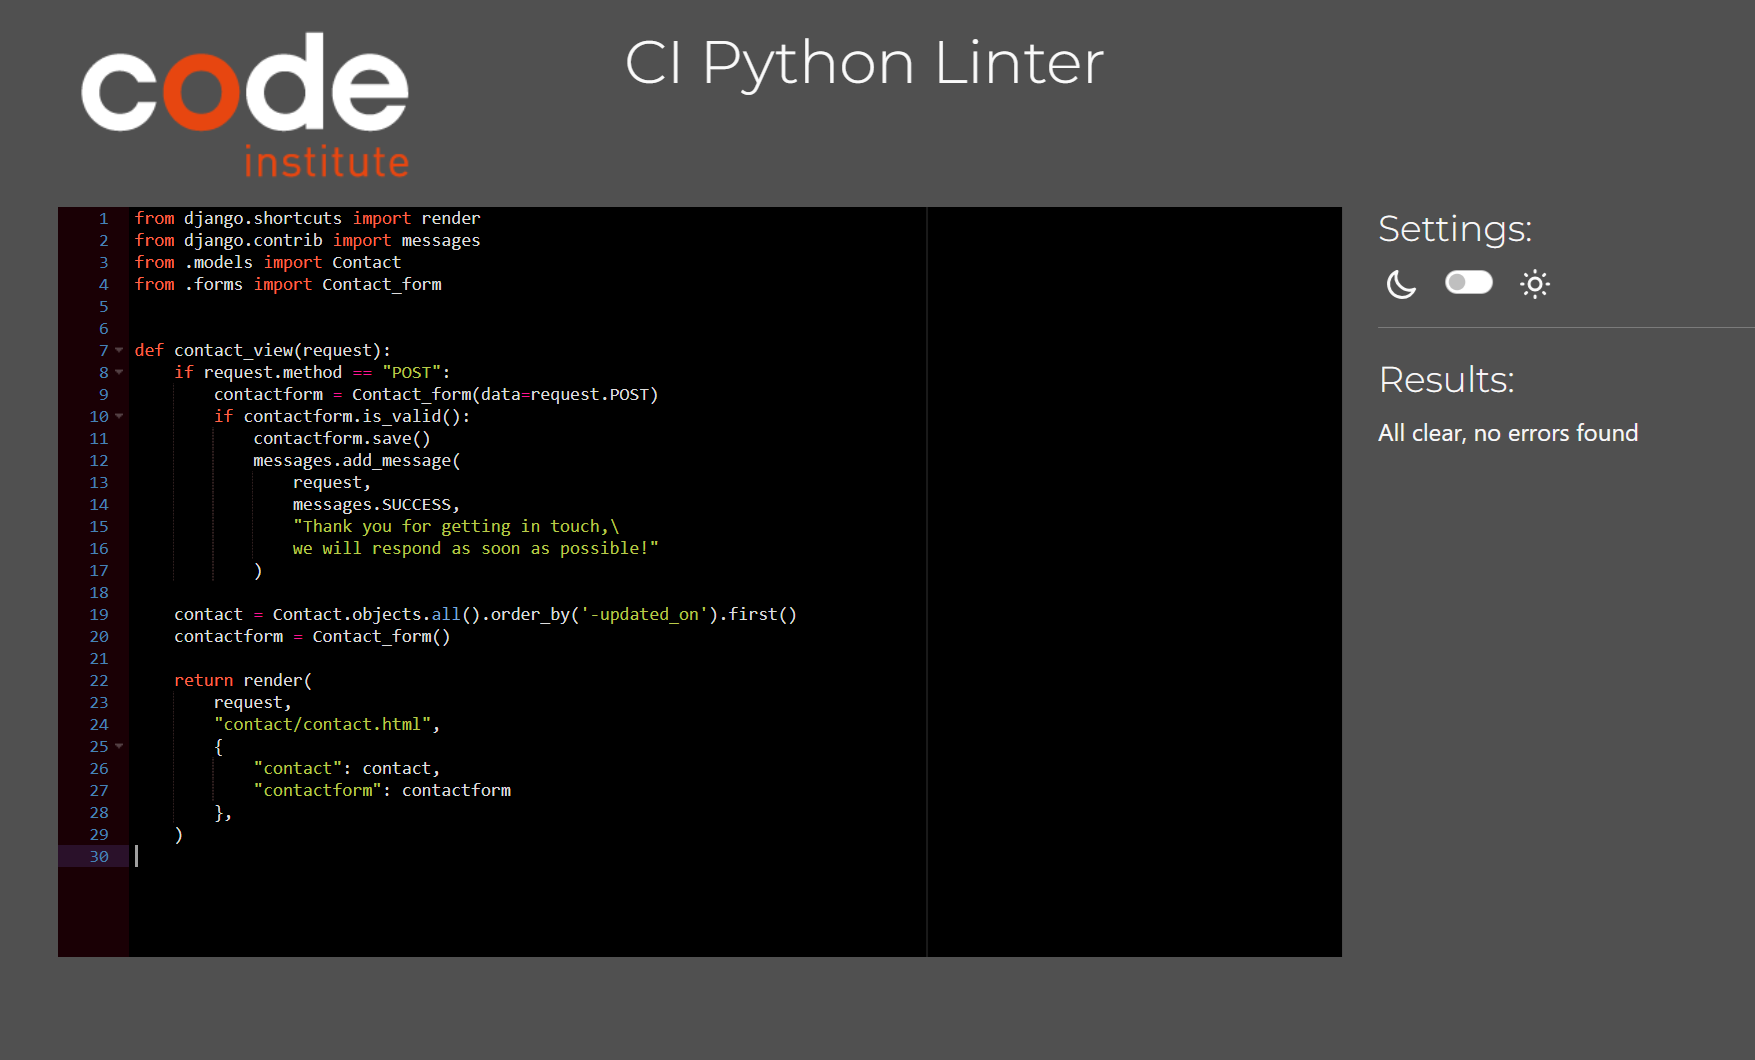 code
institute
CI Python Linter
1 from django.shortcuts import render
2 from django.contrib import messages
3 from .models import Contact
4 from .forms import Contact_form
5
6
7 def contact_view(request):
8     if request.method == "POST":
9         contactform = Contact_form(data=request.POST)
10         if contactform.is_valid():
11             contactform.save()
12             messages.add_message(
13                 request,
14                 messages.SUCCESS,
15                 "Thank you for getting in touch,\
16                 we will respond as soon as possible!"
17             )
18
19     contact = Contact.objects.all().order_by('-updated_on').first()
20     contactform = Contact_form()
21
22     return render(
23         request,
24         "contact/contact.html",
25         {
26             "contact": contact,
27             "contactform": contactform
28         },
29     )
30
Settings:
Results:
All clear, no errors found